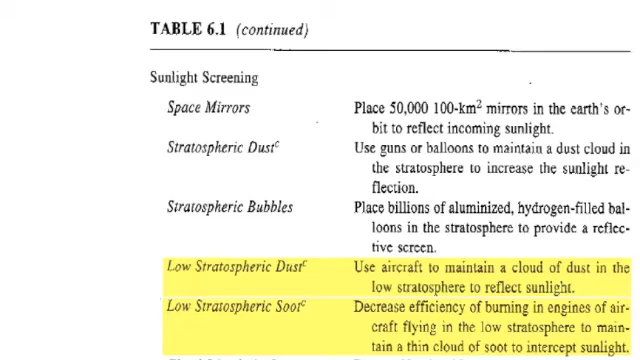 TABLE 6.1 (continued)
Sunlight Screening
Space Mirrors Place 50,000 100-km² mirrors in the earth's or-
bit to reflect incoming sunlight.
Stratospheric Dustᶜ Use guns or balloons to maintain a dust cloud in
the stratosphere to increase the sunlight re-
flection.
Stratospheric Bubbles Place billions of aluminized, hydrogen-filled bal-
loons in the stratosphere to provide a reflec-
tive screen.
Low Stratospheric Dustᶜ Use aircraft to maintain a cloud of dust in the
low stratosphere to reflect sunlight.
Low Stratospheric Sootᶜ Decrease efficiency of burning in engines of air-
craft flying in the low stratosphere to main-
tain a thin cloud of soot to intercept sunlight.